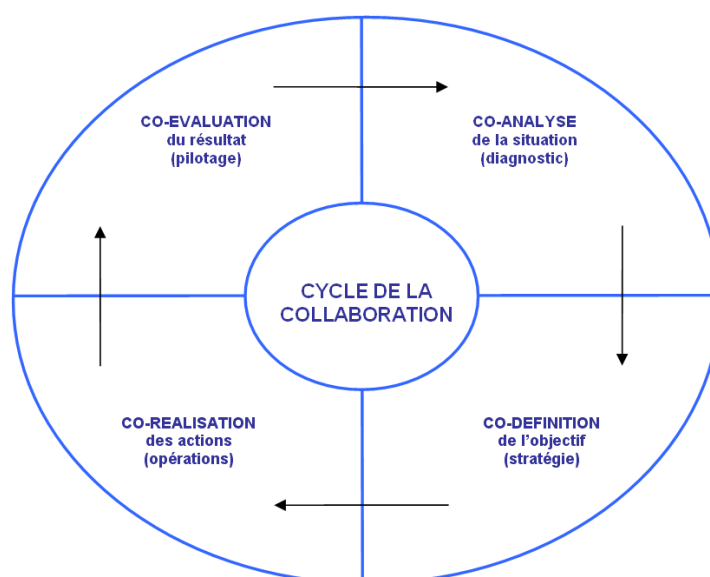 CO-EVALUATION
du résultat
(pilotage)
CO-ANALYSE
de la situation
(diagnostic)
CYCLE DE LA
COLLABORATION
CO-REALISATION
des actions
(opérations)
CO-DEFINITION
de l'objectif
(stratégie)